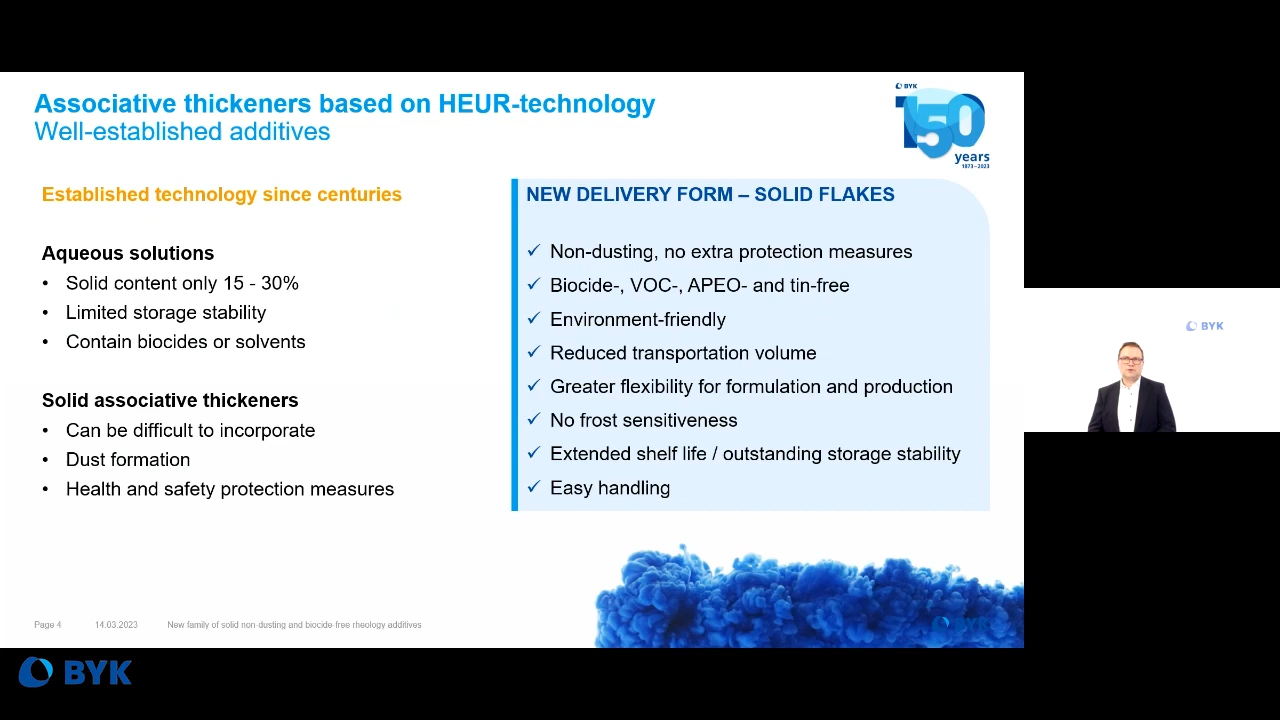 Associative thickeners based on HEUR-technology
Well-established additives
BYK
150
years
1873–2023
Established technology since centuries
Aqueous solutions
• Solid content only 15 - 30%
• Limited storage stability
• Contain biocides or solvents
Solid associative thickeners
• Can be difficult to incorporate
• Dust formation
• Health and safety protection measures
NEW DELIVERY FORM – SOLID FLAKES
✓ Non-dusting, no extra protection measures
✓ Biocide-, VOC-, APEO- and tin-free
✓ Environment-friendly
✓ Reduced transportation volume
✓ Greater flexibility for formulation and production
✓ No frost sensitiveness
✓ Extended shelf life / outstanding storage stability
✓ Easy handling
BYK
Page 4 14.03.2023 New family of solid non-dusting and biocide-free rheology additives
BYK
BYK